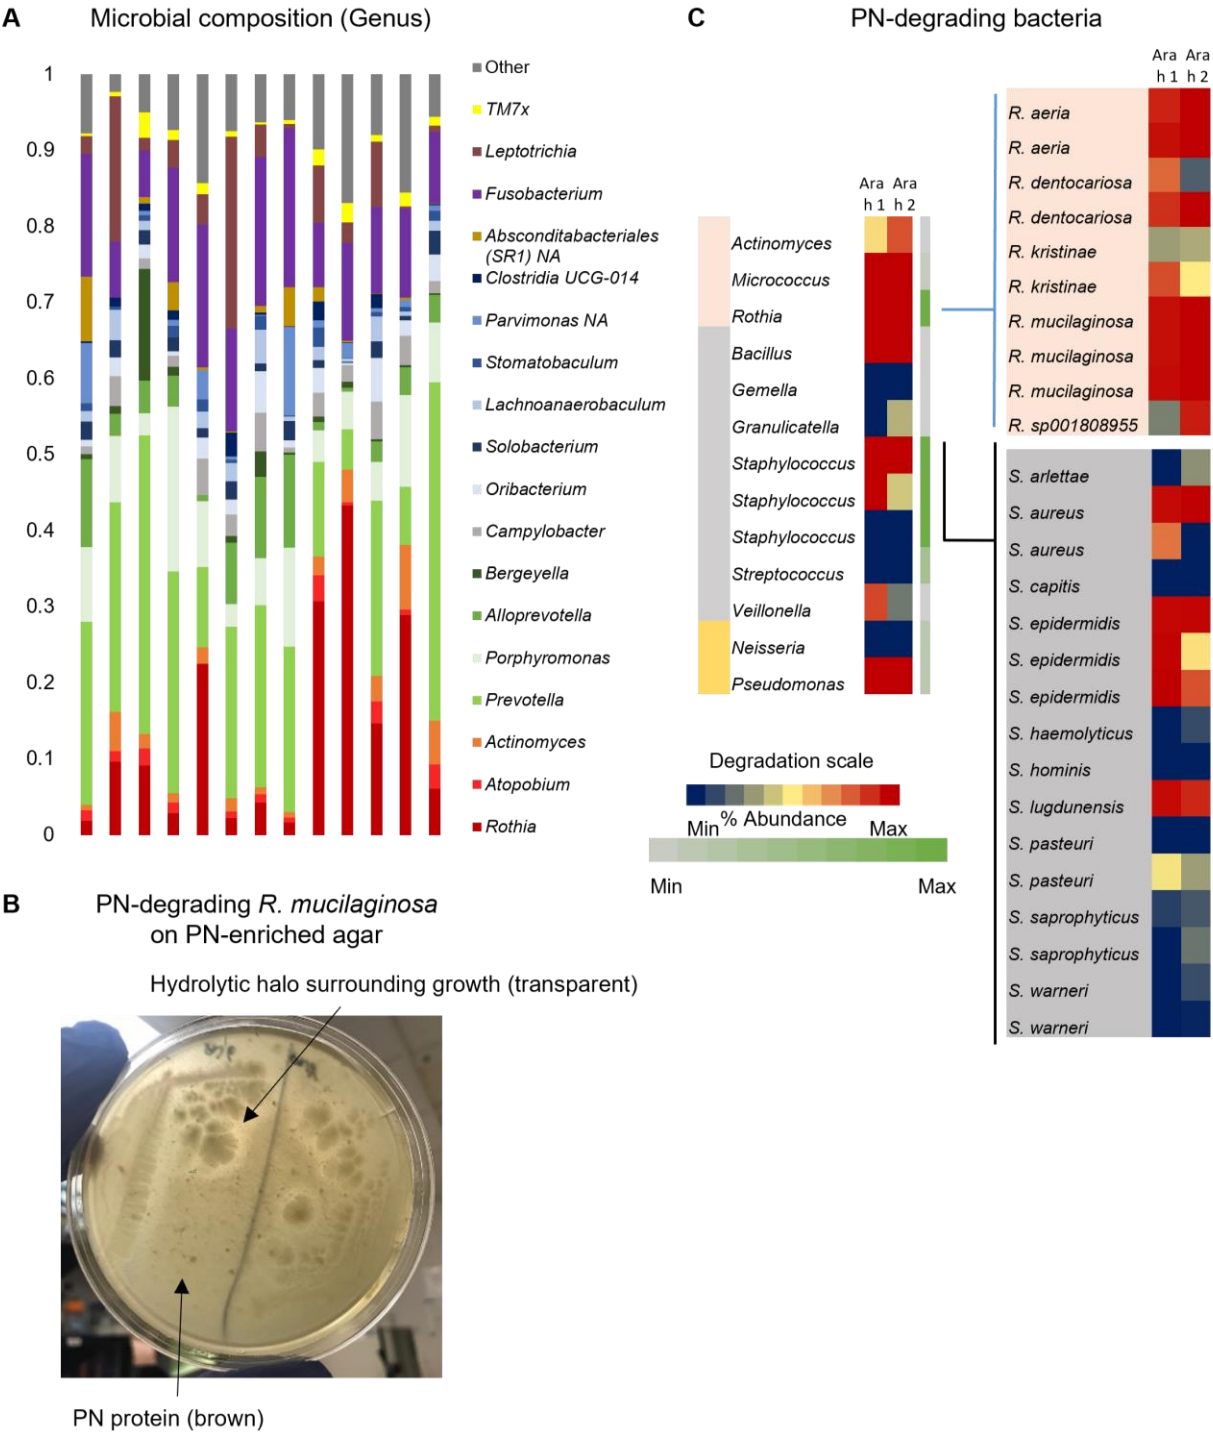 A
Microbial composition (Genus)
1
0.9
0.8
0.7
0.6
0.5
0.4
0.3
0.2
0.1
0
Other
TM7x
Leptotrichia
Fusobacterium
Absconditabacteriales
(SR1) NA
Clostridia UCG-014
Parvimonas NA
Stomatobaculum
Lachnoanaerobaculum
Solobacterium
Oribacterium
Campylobacter
Bergeyella
Alloprevotella
Porphyromonas
Prevotella
Actinomyces
Atopobium
Rothia
B
PN-degrading R. mucilaginosa
on PN-enriched agar
Hydrolytic halo surrounding growth (transparent)
PN protein (brown)
C
PN-degrading bacteria
Ara Ara
h 1 h 2
Actinomyces
Micrococcus
Rothia
Bacillus
Gemella
Granulicatella
Staphylococcus
Staphylococcus
Staphylococcus
Streptococcus
Veillonella
Neisseria
Pseudomonas
Degradation scale
Min Max
% Abundance
Min Max
Ara Ara
h 1 h 2
R. aeria
R. aeria
R. dentocariosa
R. dentocariosa
R. kristinae
R. kristinae
R. mucilaginosa
R. mucilaginosa
R. mucilaginosa
R. sp001808955
S. arlettae
S. aureus
S. aureus
S. capitis
S. epidermidis
S. epidermidis
S. epidermidis
S. haemolyticus
S. hominis
S. lugdunensis
S. pasteuri
S. pasteuri
S. saprophyticus
S. saprophyticus
S. warneri
S. warneri